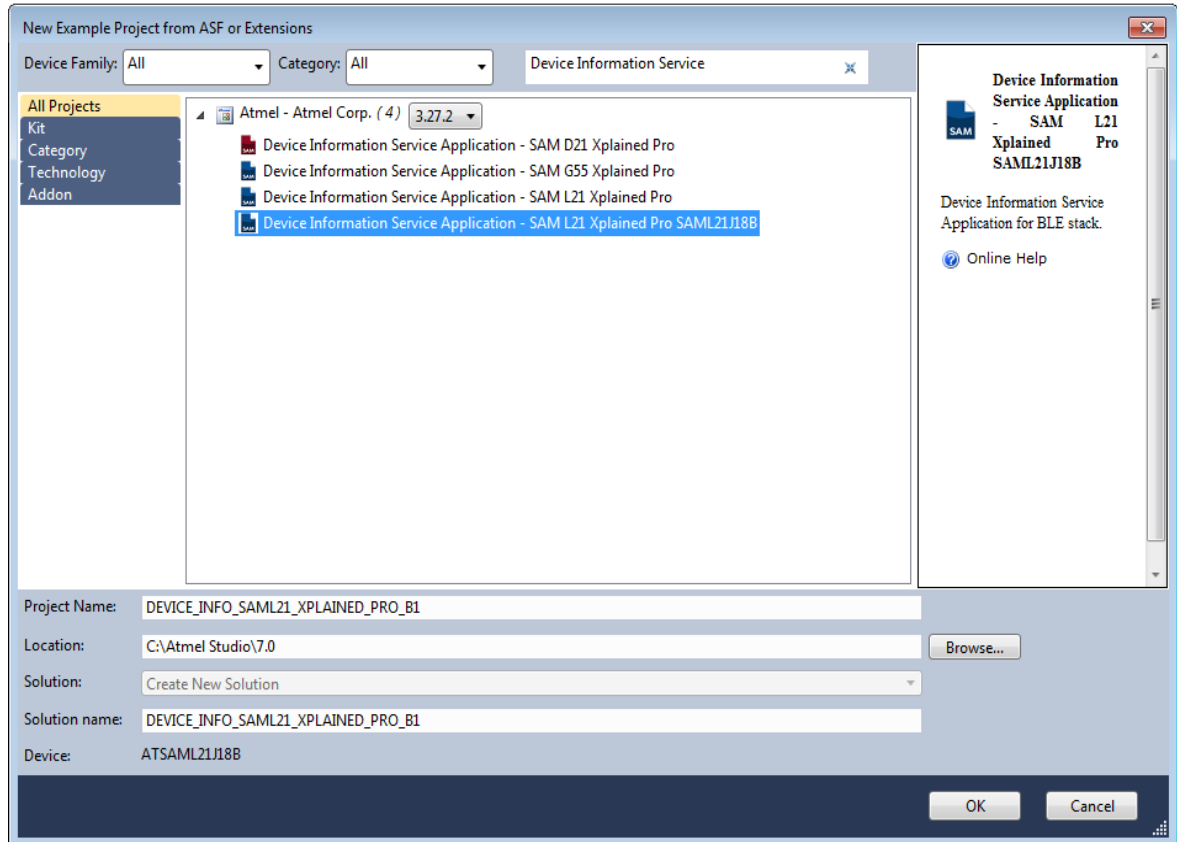 New Example Project from ASF or Extensions
Device Family: All Category: All Device Information Service
All Projects
Kit
Category
Technology
Addon
Atmel - Atmel Corp. (4) 3.27.2
SAM Device Information Service Application - SAM D21 Xplained Pro
SAM Device Information Service Application - SAM G55 Xplained Pro
SAM Device Information Service Application - SAM L21 Xplained Pro
SAM Device Information Service Application - SAM L21 Xplained Pro SAML21J18B
SAM
Device Information
Service Application
- SAM L21
Xplained Pro
SAML21J18B
Device Information Service
Application for BLE stack.
Online Help
Project Name: DEVICE_INFO_SAML21_XPLAINED_PRO_B1
Location: C:\Atmel Studio\7.0 Browse...
Solution: Create New Solution
Solution name: DEVICE_INFO_SAML21_XPLAINED_PRO_B1
Device: ATSAML21J18B
OK Cancel